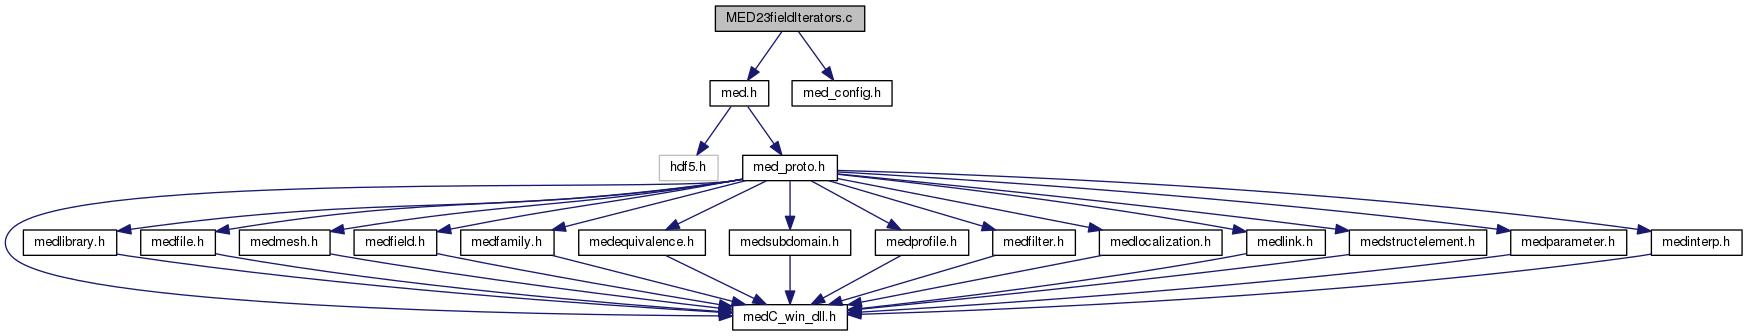 MED23fieldIterators.c
med.h
med_config.h
hdf5.h
med_proto.h
medlibrary.h
medfile.h
medmesh.h
medfield.h
medfamily.h
medequivalence.h
medsubdomain.h
medprofile.h
medfilter.h
medlocalization.h
medlink.h
medstructelement.h
medparameter.h
medinterp.h
medC_win_dll.h